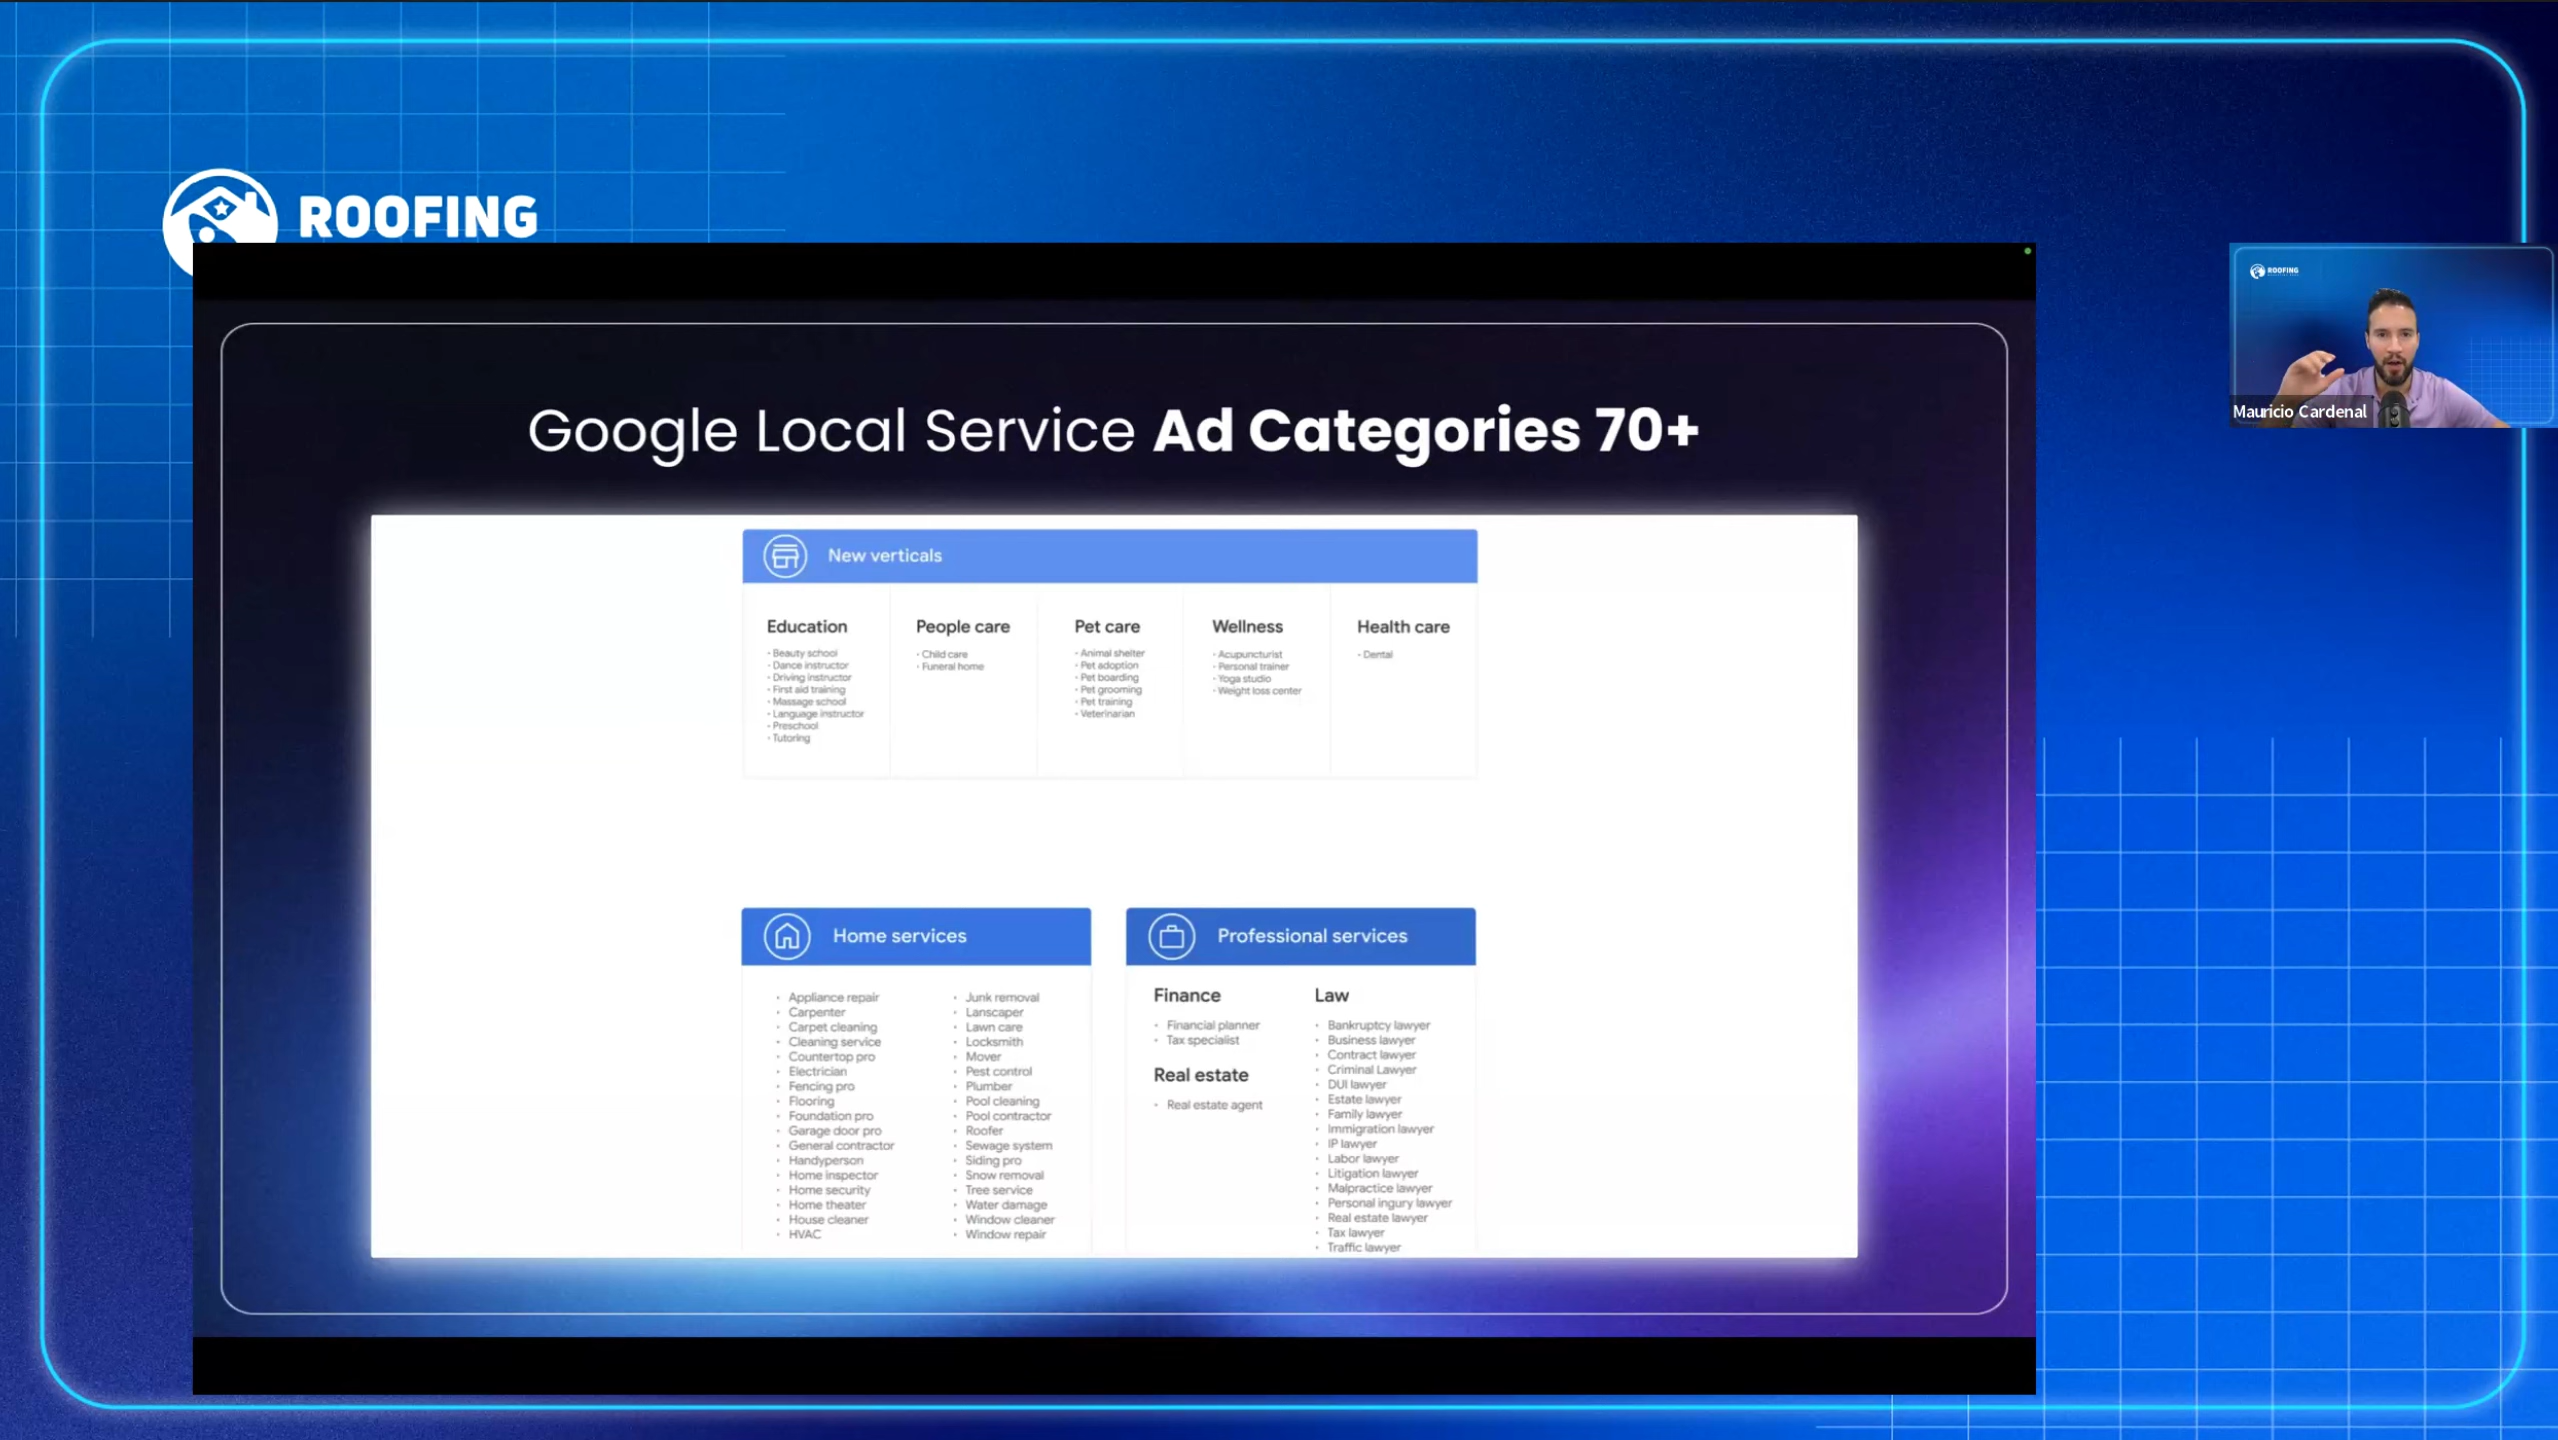 ROOFING
ROOFING
Mauricio Cardenal
Google Local Service Ad Categories 70+
New verticals
Education
- Beauty school
- Dance instructor
- Driving instructor
- First aid training
- Massage school
- Language instructor
- Preschool
- Tutoring
People care
- Child care
- Funeral home
Pet care
- Animal shelter
- Pet adoption
- Pet boarding
- Pet grooming
- Pet training
- Veterinarian
Wellness
- Acupuncturist
- Personal trainer
- Yoga studio
- Weight loss center
Health care
- Dental
Home services
• Appliance repair
• Carpenter
• Carpet cleaning
• Cleaning service
• Countertop pro
• Electrician
• Fencing pro
• Flooring
• Foundation pro
• Garage door pro
• General contractor
• Handyperson
• Home inspector
• Home security
• Home theater
• House cleaner
• HVAC
• Junk removal
• Lanscaper
• Lawn care
• Locksmith
• Mover
• Pest control
• Plumber
• Pool cleaning
• Pool contractor
• Roofer
• Sewage system
• Siding pro
• Snow removal
• Tree service
• Water damage
• Window cleaner
• Window repair
Professional services
Finance
• Financial planner
• Tax specialist
Real estate
• Real estate agent
Law
• Bankruptcy lawyer
• Business lawyer
• Contract lawyer
• Criminal Lawyer
• DUI lawyer
• Estate lawyer
• Family lawyer
• Immigration lawyer
• IP lawyer
• Labor lawyer
• Litigation lawyer
• Malpractice lawyer
• Personal ingury lawyer
• Real estate lawyer
• Tax lawyer
• Traffic lawyer